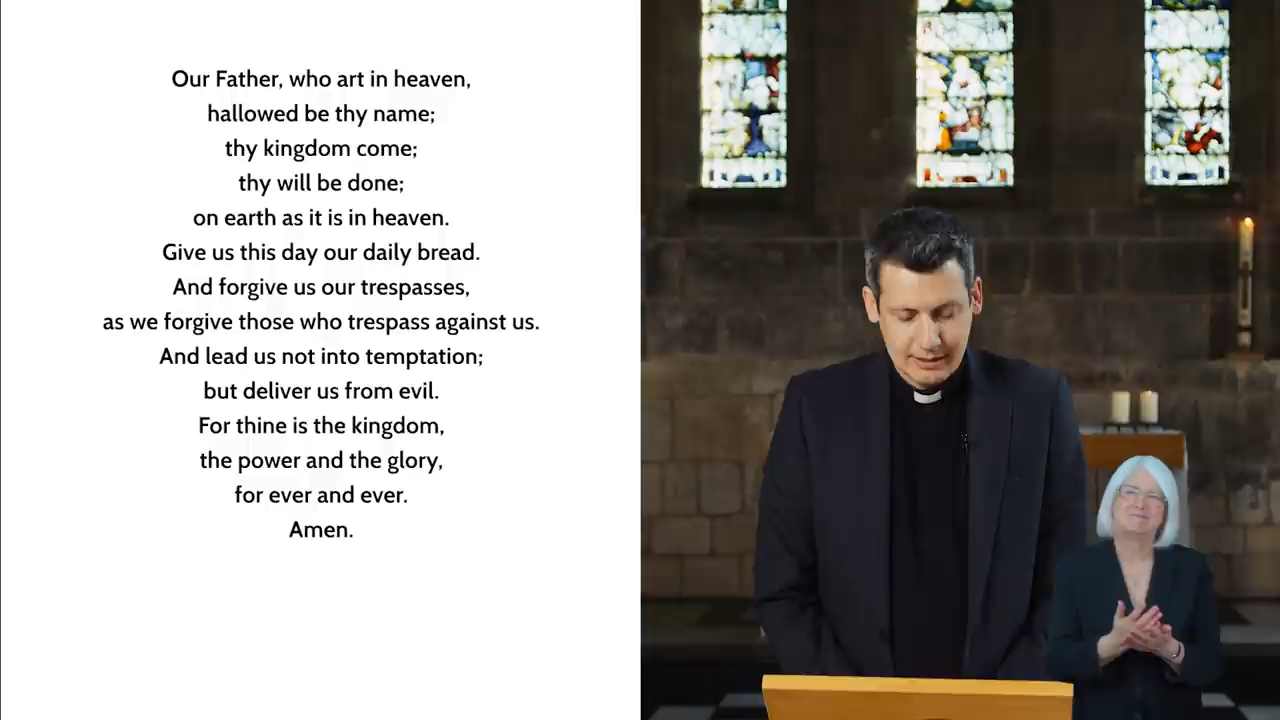 Our Father, who art in heaven,
hallowed be thy name;
thy kingdom come;
thy will be done;
on earth as it is in heaven.
Give us this day our daily bread.
And forgive us our trespasses,
as we forgive those who trespass against us.
And lead us not into temptation;
but deliver us from evil.
For thine is the kingdom,
the power and the glory,
for ever and ever.
Amen.